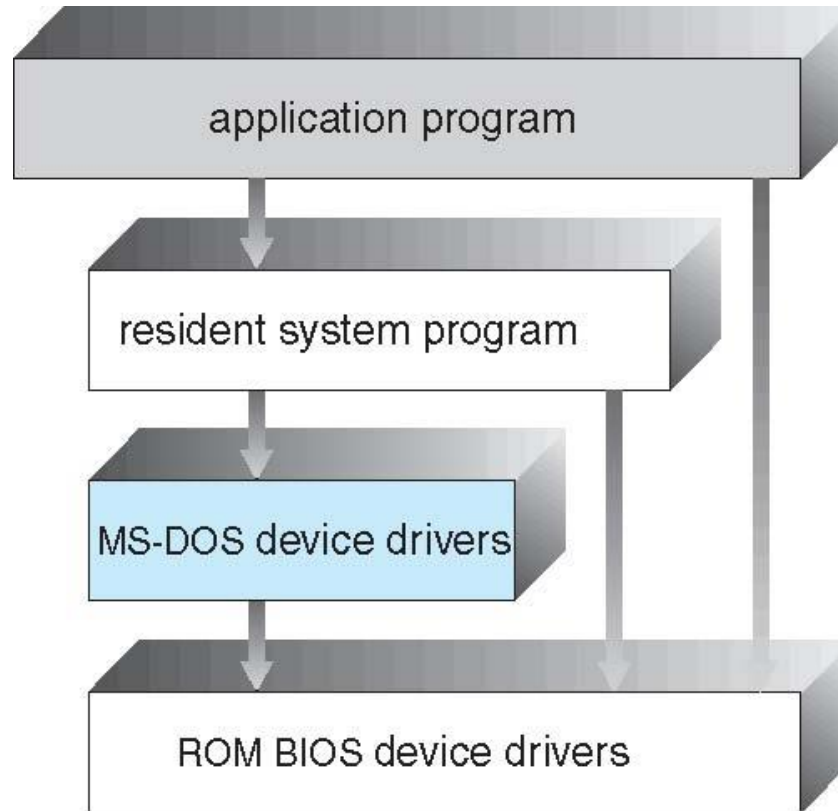 application program
resident system program
MS-DOS device drivers
ROM BIOS device drivers